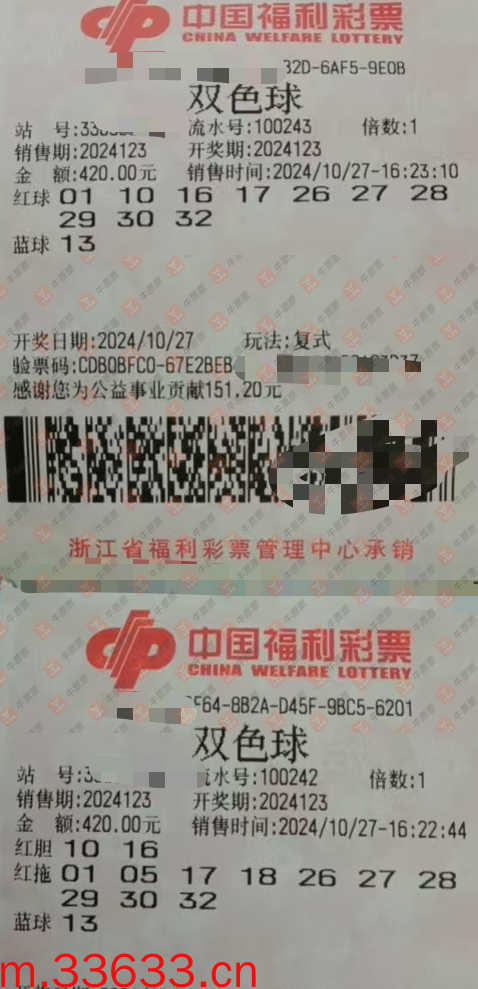 中国福利彩票
CHINA WELFARE LOTTERY
B2D-6AF5-9E0B
双色球
站 号:33 流水号:100243 倍数:1
销售期:2024123 开奖期:2024123
金 额:420.00元 销售时间:2024/10/27-16:23:10
红球 01 10 16 17 26 27 28
29 30 32
蓝球 13
开奖日期:2024/10/27 玩法:复式
验票码:CDB0BFC0-67E2BEB
感谢您为公益事业贡献151.20元
浙江省福利彩票管理中心承销
中国福利彩票
CHINA WELFARE LOTTERY
F64-8B2A-D45F-9BC5-6201
双色球
站 号:3 流水号:100242 倍数:1
销售期:2024123 开奖期:2024123
金 额:420.00元 销售时间:2024/10/27-16:22:44
红胆 10 16
红拖 01 05 17 18 26 27 28
29 30 32
蓝球 13
m.33633.cn